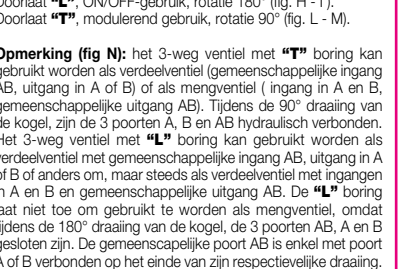 Doorlaat “L”, ON/OFF-gebruik, rotatie 180° (fig. H - I).
Doorlaat “T”, modulerend gebruik, rotatie 90° (fig. L - M).
Opmerking (fig N): het 3-weg ventiel met “T” boring kan
gebruikt worden als verdeelventiel (gemeenschappelijke ingang
AB, uitgang in A of B) of als mengventiel ( ingang in A en B,
gemeenschappelijke uitgang AB). Tijdens de 90° draaiing van
de kogel, zijn de 3 poorten A, B en AB hydraulisch verbonden.
Het 3-weg ventiel met “L” boring kan gebruikt worden als
verdeelventiel met gemeenschappelijke ingang AB, uitgang in A
of B of anders om, maar steeds als verdeelventiel met ingangen
in A en B en gemeenschappelijke uitgang AB. De “L” boring
laat niet toe om gebruikt te worden als mengventiel, omdat
tijdens de 180° draaiing van de kogel, de 3 poorten AB, A en B
gesloten zijn. De gemeenscapelijke poort AB is enkel met poort
A of B verbonden op het einde van zijn respectievelijke draaiing.